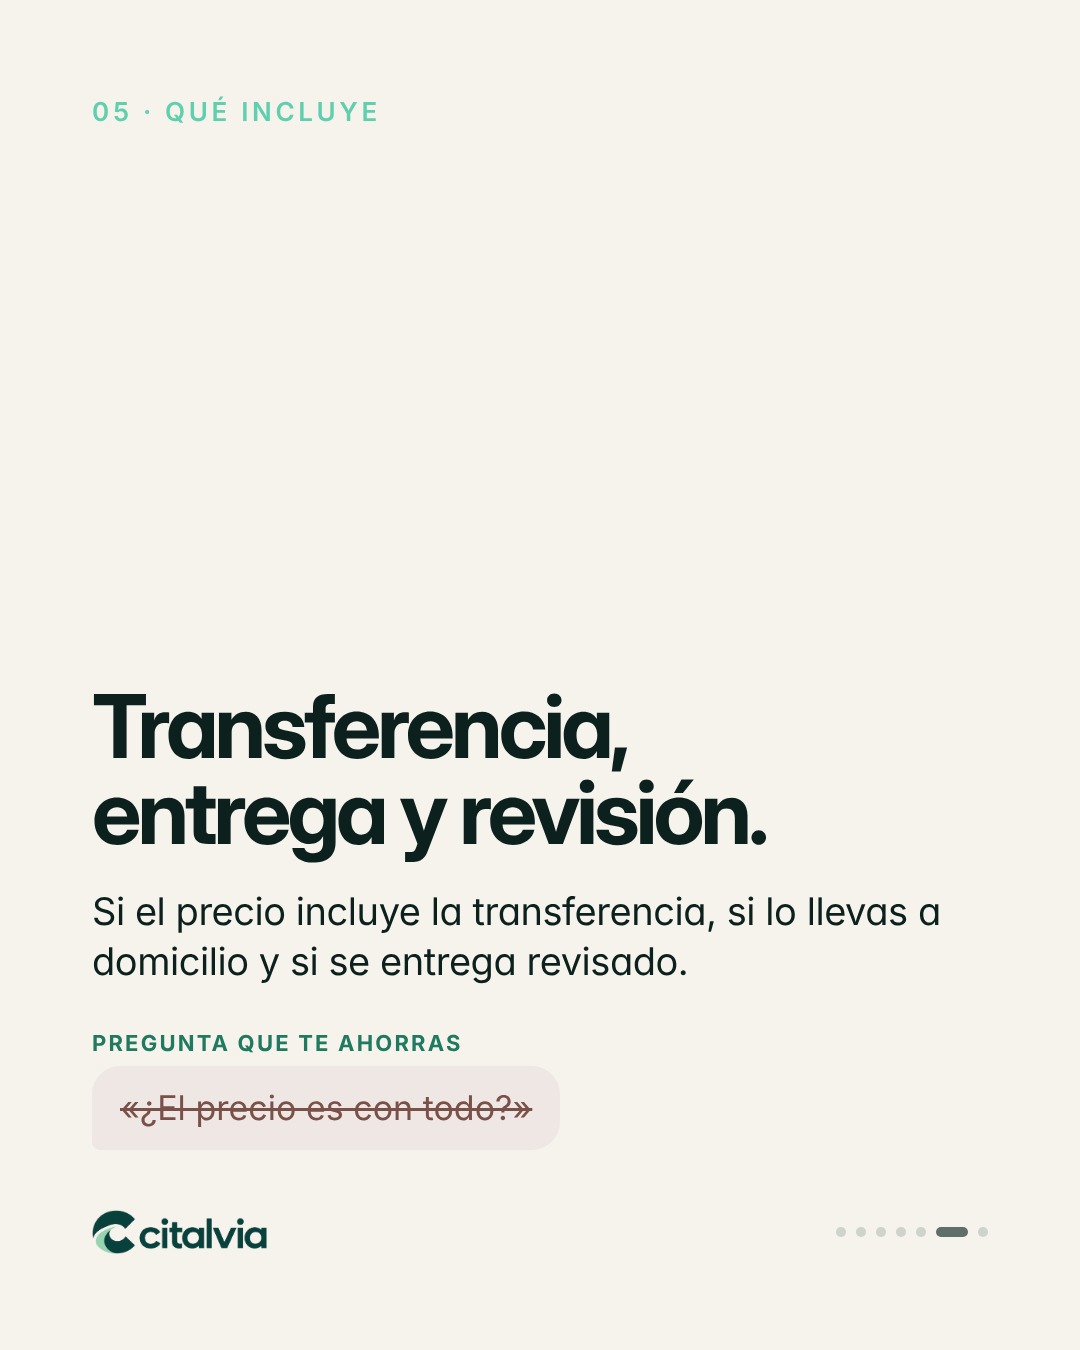 05 · QUÉ INCLUYE
Transferencia,
entrega y revisión.
Si el precio incluye la transferencia, si lo llevas a
domicilio y si se entrega revisado.
PREGUNTA QUE TE AHORRAS
«¿El precio es con todo?»
citalvia